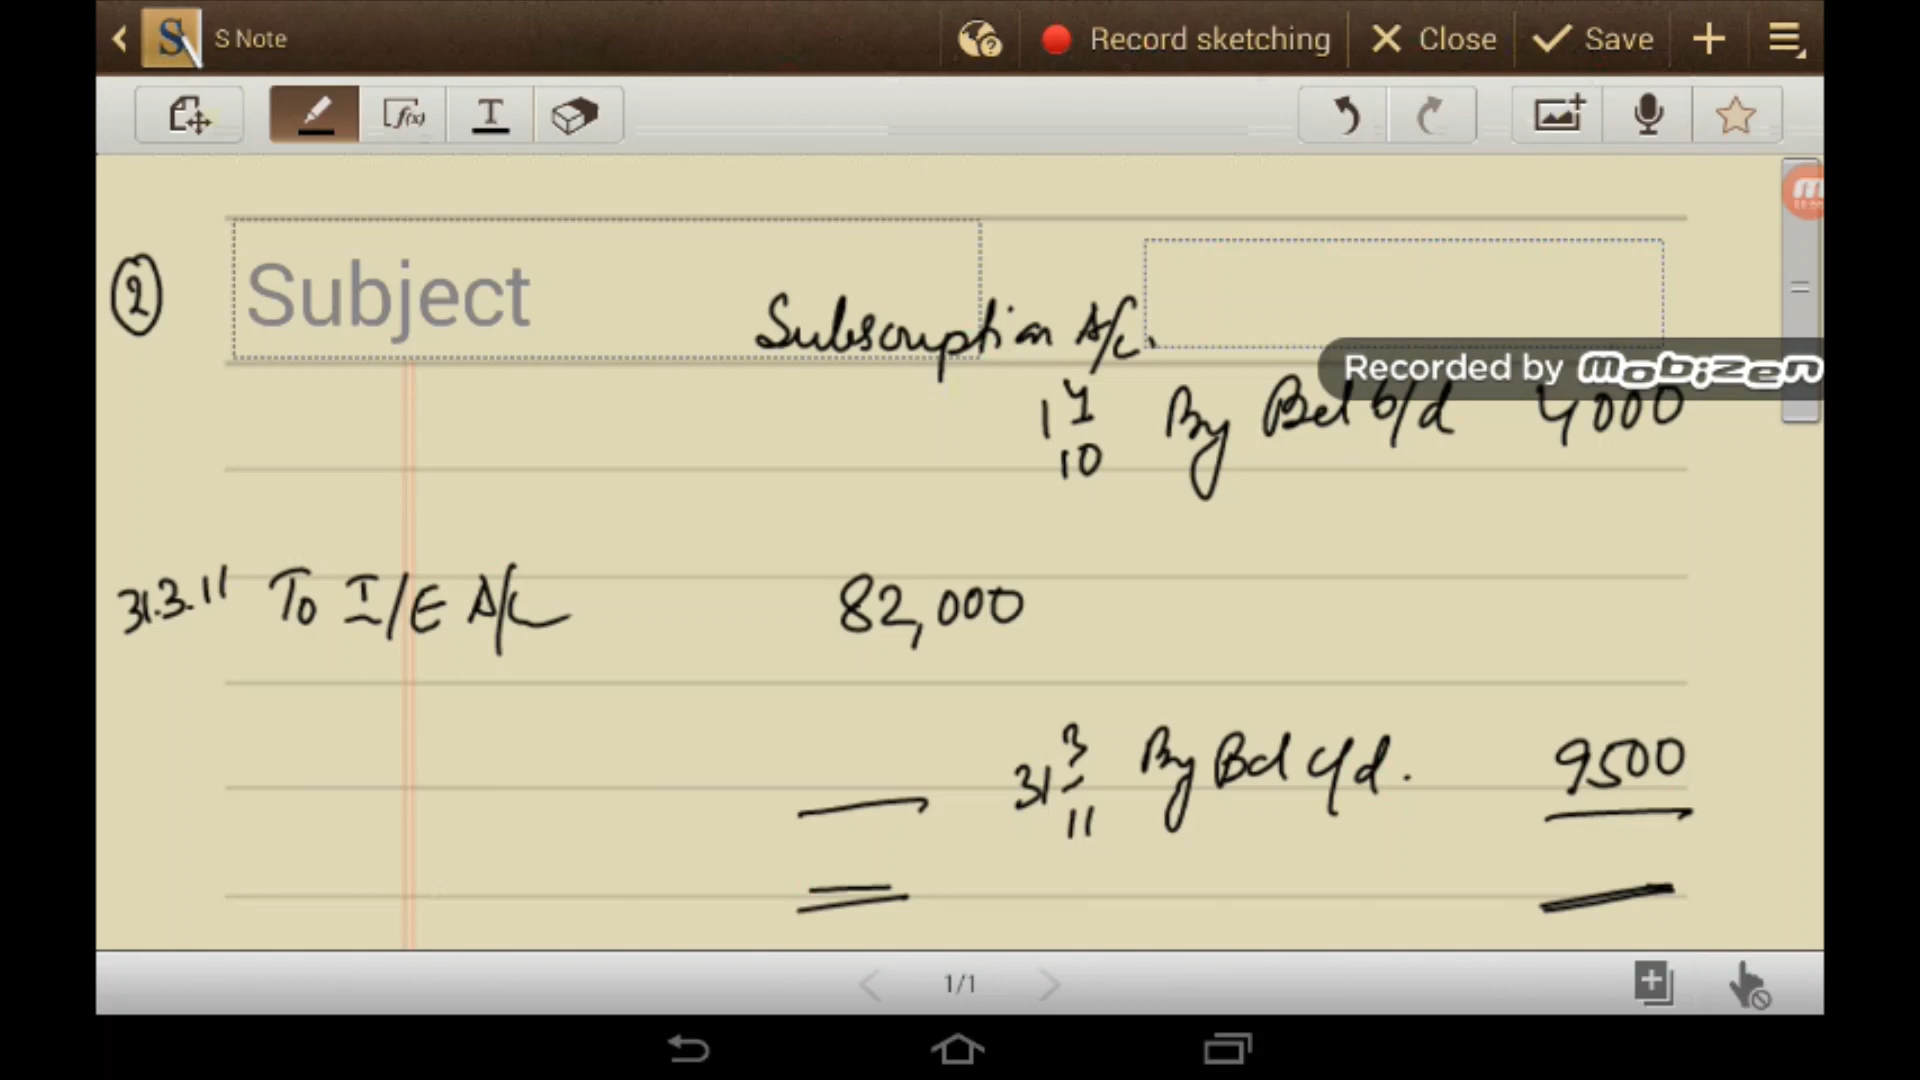 S Note
Record sketching
Close
Save
f(x)
T
2
Subject
Subscription A/c.
Recorded by mobizen
1 4 10 By Bal b/d 4000
31.3.11 To I/E A/c 82,000
31 3 11 By Bal c/d. 9500
1/1